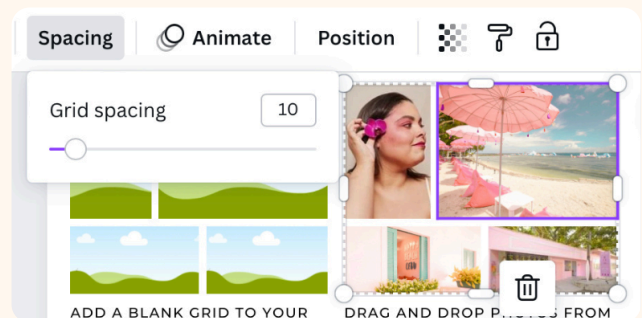 Spacing Animate Position
Grid spacing 10
ADD A BLANK GRID TO YOUR
DRAG AND DROP PHOTOS FROM